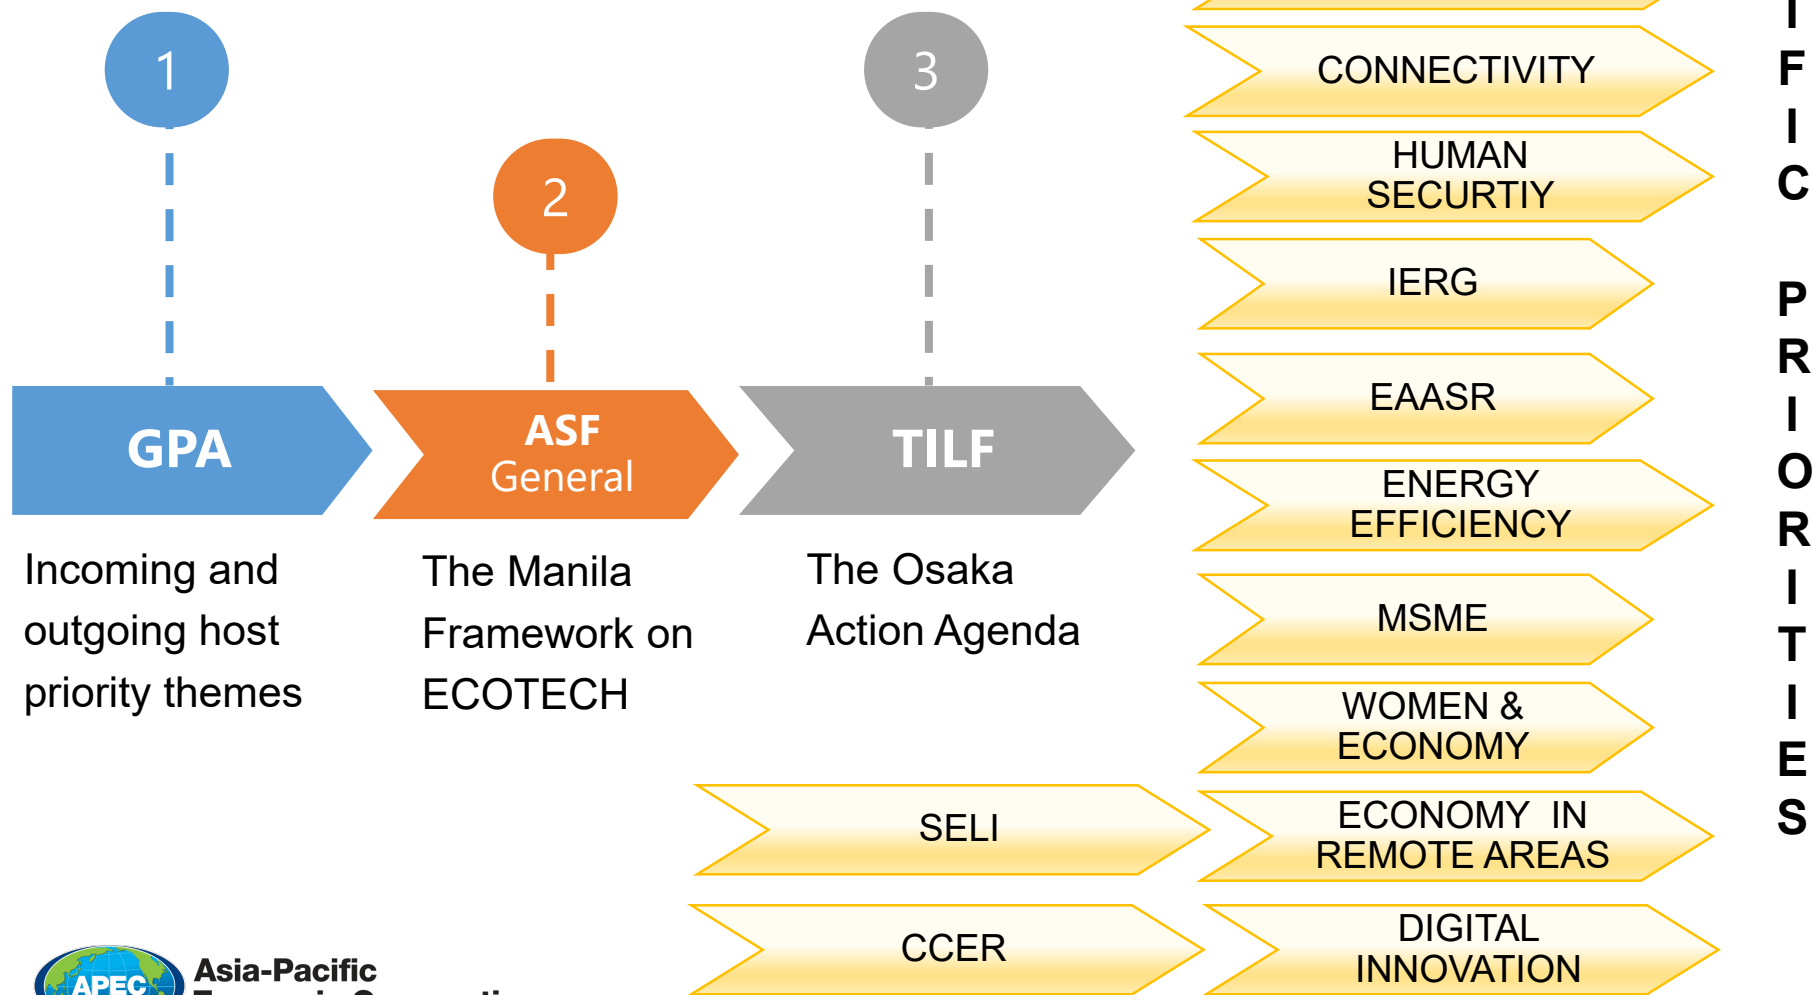 1
2
3
GPA
ASF
General
TILF
Incoming and
outgoing host
priority themes
The Manila
Framework on
ECOTECH
The Osaka
Action Agenda
CONNECTIVITY
HUMAN
SECURTIY
IERG
EAASR
ENERGY
EFFICIENCY
MSME
WOMEN &
ECONOMY
SELI
ECONOMY IN
REMOTE AREAS
CCER
DIGITAL
INNOVATION
I
F
I
C
P
R
I
O
R
I
T
I
E
S
APEC
Asia-Pacific